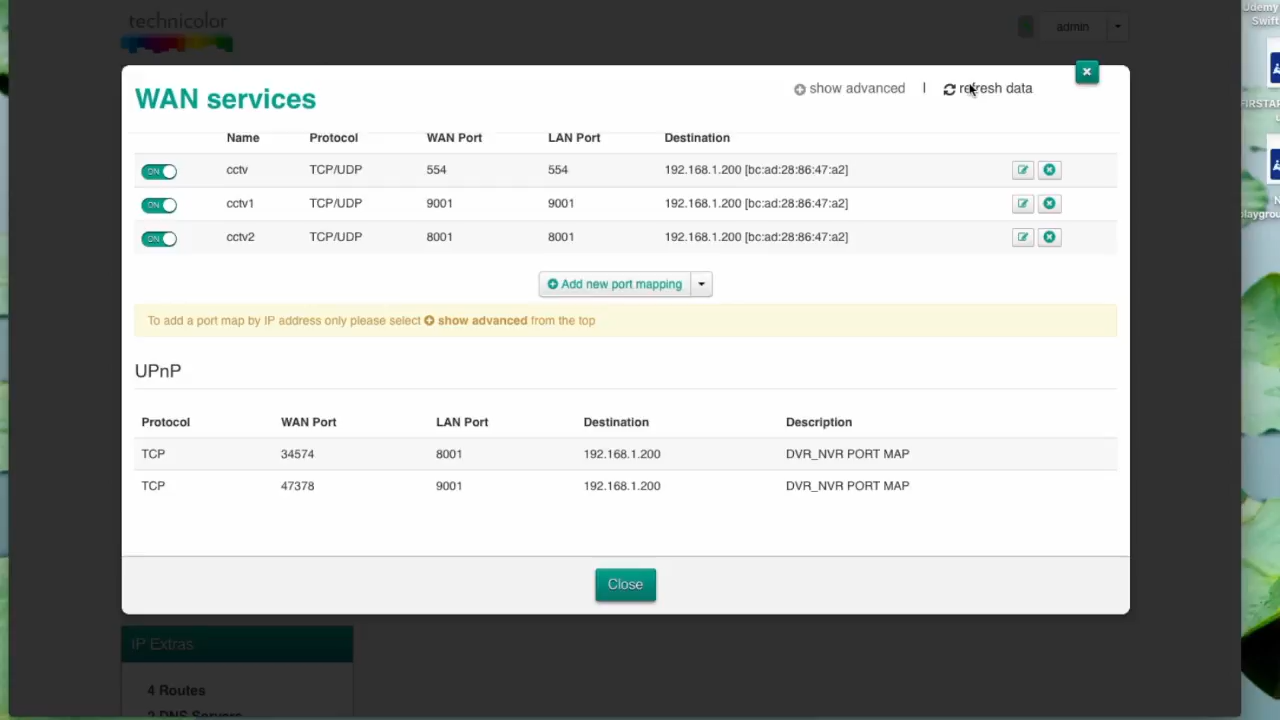 technicolor
admin
WAN services
show advanced | refresh data
Name Protocol WAN Port LAN Port Destination
ON cctv TCP/UDP 554 554 192.168.1.200 [bc:ad:28:86:47:a2]
ON cctv1 TCP/UDP 9001 9001 192.168.1.200 [bc:ad:28:86:47:a2]
ON cctv2 TCP/UDP 8001 8001 192.168.1.200 [bc:ad:28:86:47:a2]
Add new port mapping
To add a port map by IP address only please select show advanced from the top
UPnP
Protocol WAN Port LAN Port Destination Description
TCP 34574 8001 192.168.1.200 DVR_NVR PORT MAP
TCP 47378 9001 192.168.1.200 DVR_NVR PORT MAP
Close
IP Extras
4 Routes
2 DNS Servers
Udemy
Swift